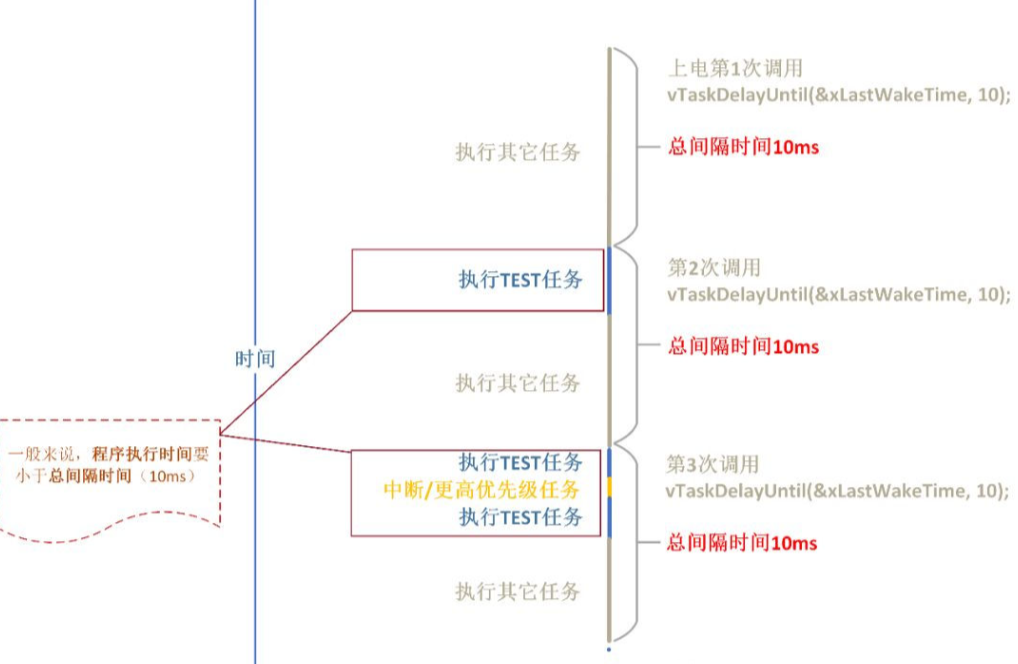 上电第1次调用
vTaskDelayUntil(&xLastWakeTime, 10);
执行其它任务
总间隔时间10ms
执行TEST任务
第2次调用
vTaskDelayUntil(&xLastWakeTime, 10);
时间
总间隔时间10ms
执行其它任务
一般来说，程序执行时间要
小于总间隔时间（10ms）
执行TEST任务
中断/更高优先级任务
执行TEST任务
第3次调用
vTaskDelayUntil(&xLastWakeTime, 10);
总间隔时间10ms
执行其它任务